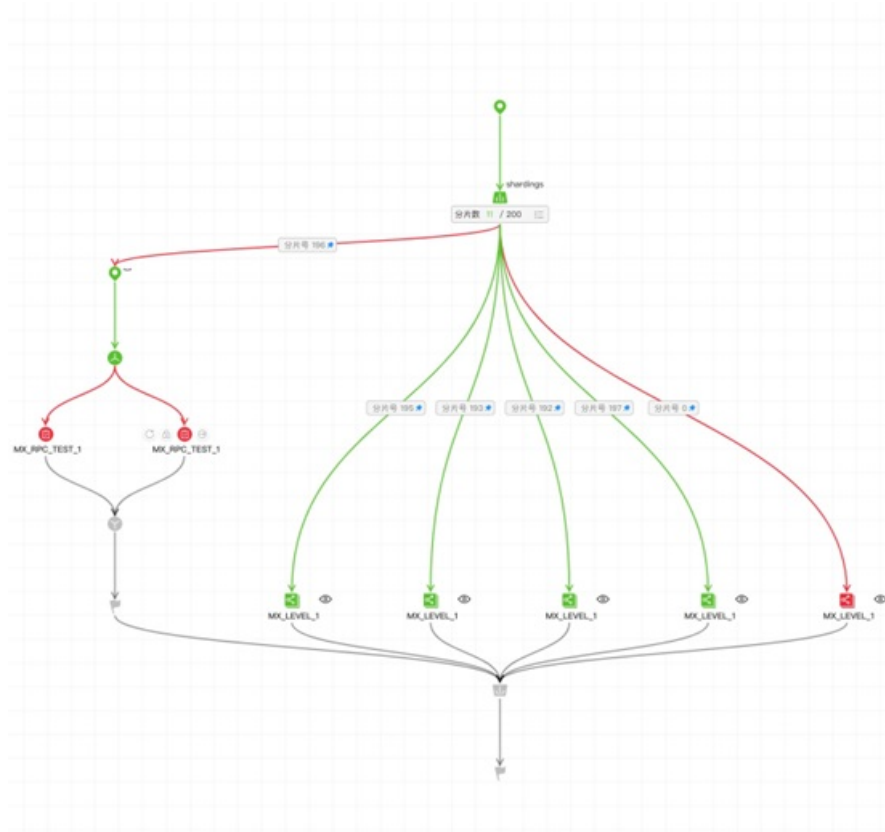 shardings
分片数 11 / 200
分片号 196
分片号 195
分片号 193
分片号 192
分片号 197
分片号 0
MX_RPC_TEST_1
MX_RPC_TEST_1
MX_LEVEL_1
MX_LEVEL_1
MX_LEVEL_1
MX_LEVEL_1
MX_LEVEL_1